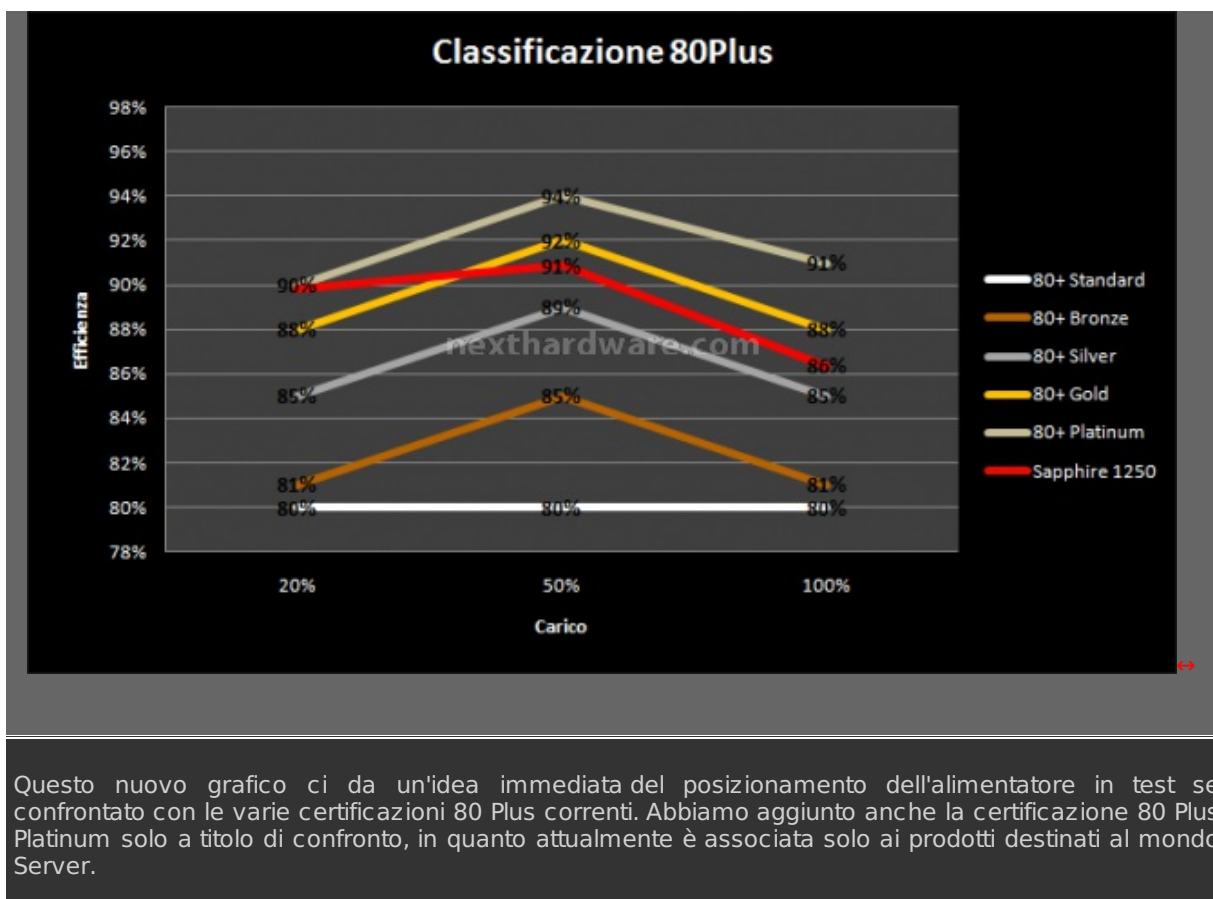 Classificazione 80Plus
98%
96%
94%
92%
90%
88%
86%
84%
82%
80%
78%
Efficienza
94%
92%
91%
91%
90%
89%
88%
88%
86%
85%
85%
85%
81%
81%
80%
80%
80%
nexthardware.com
20%
50%
100%
Carico
80+ Standard
80+ Bronze
80+ Silver
80+ Gold
80+ Platinum
Sapphire 1250
Questo nuovo grafico ci da un'idea immediata del posizionamento dell'alimentatore in test se
confrontato con le varie certificazioni 80 Plus correnti. Abbiamo aggiunto anche la certificazione 80 Plus
Platinum solo a titolo di confronto, in quanto attualmente è associata solo ai prodotti destinati al mondo
Server.